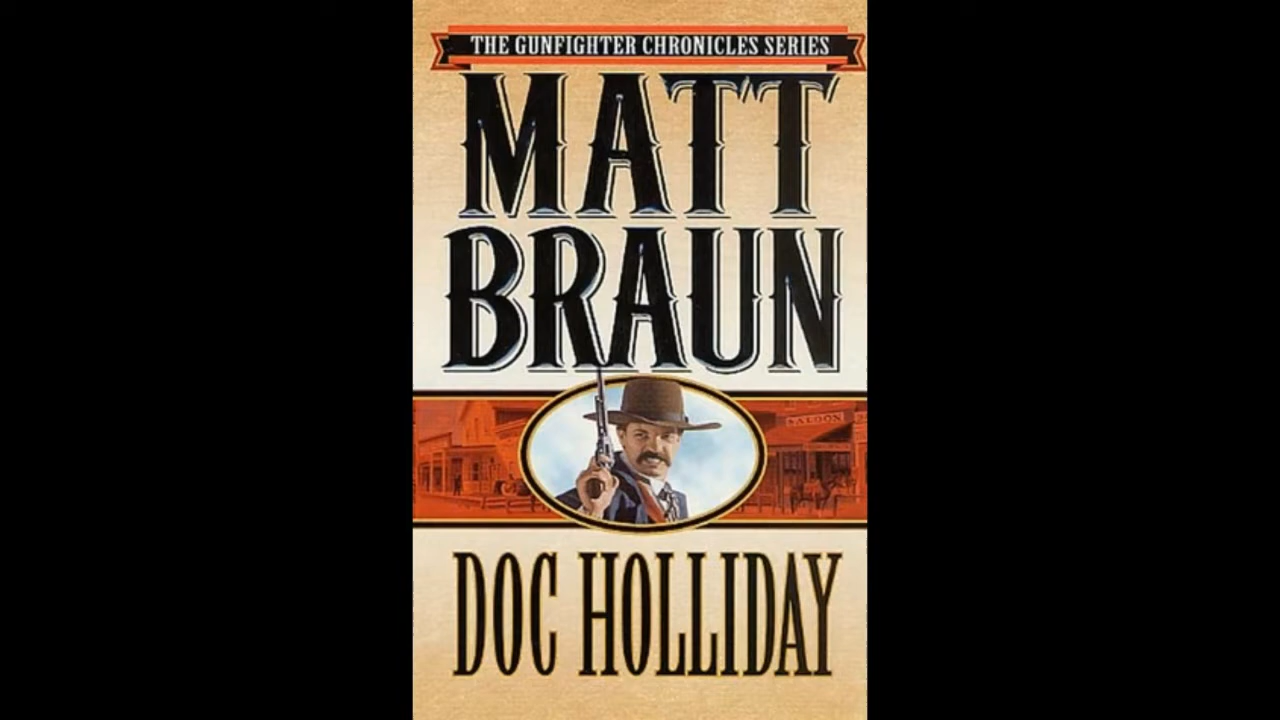 THE GUNFIGHTER CHRONICLES SERIES
MATT
BRAUN
SALOON
DOC HOLLIDAY